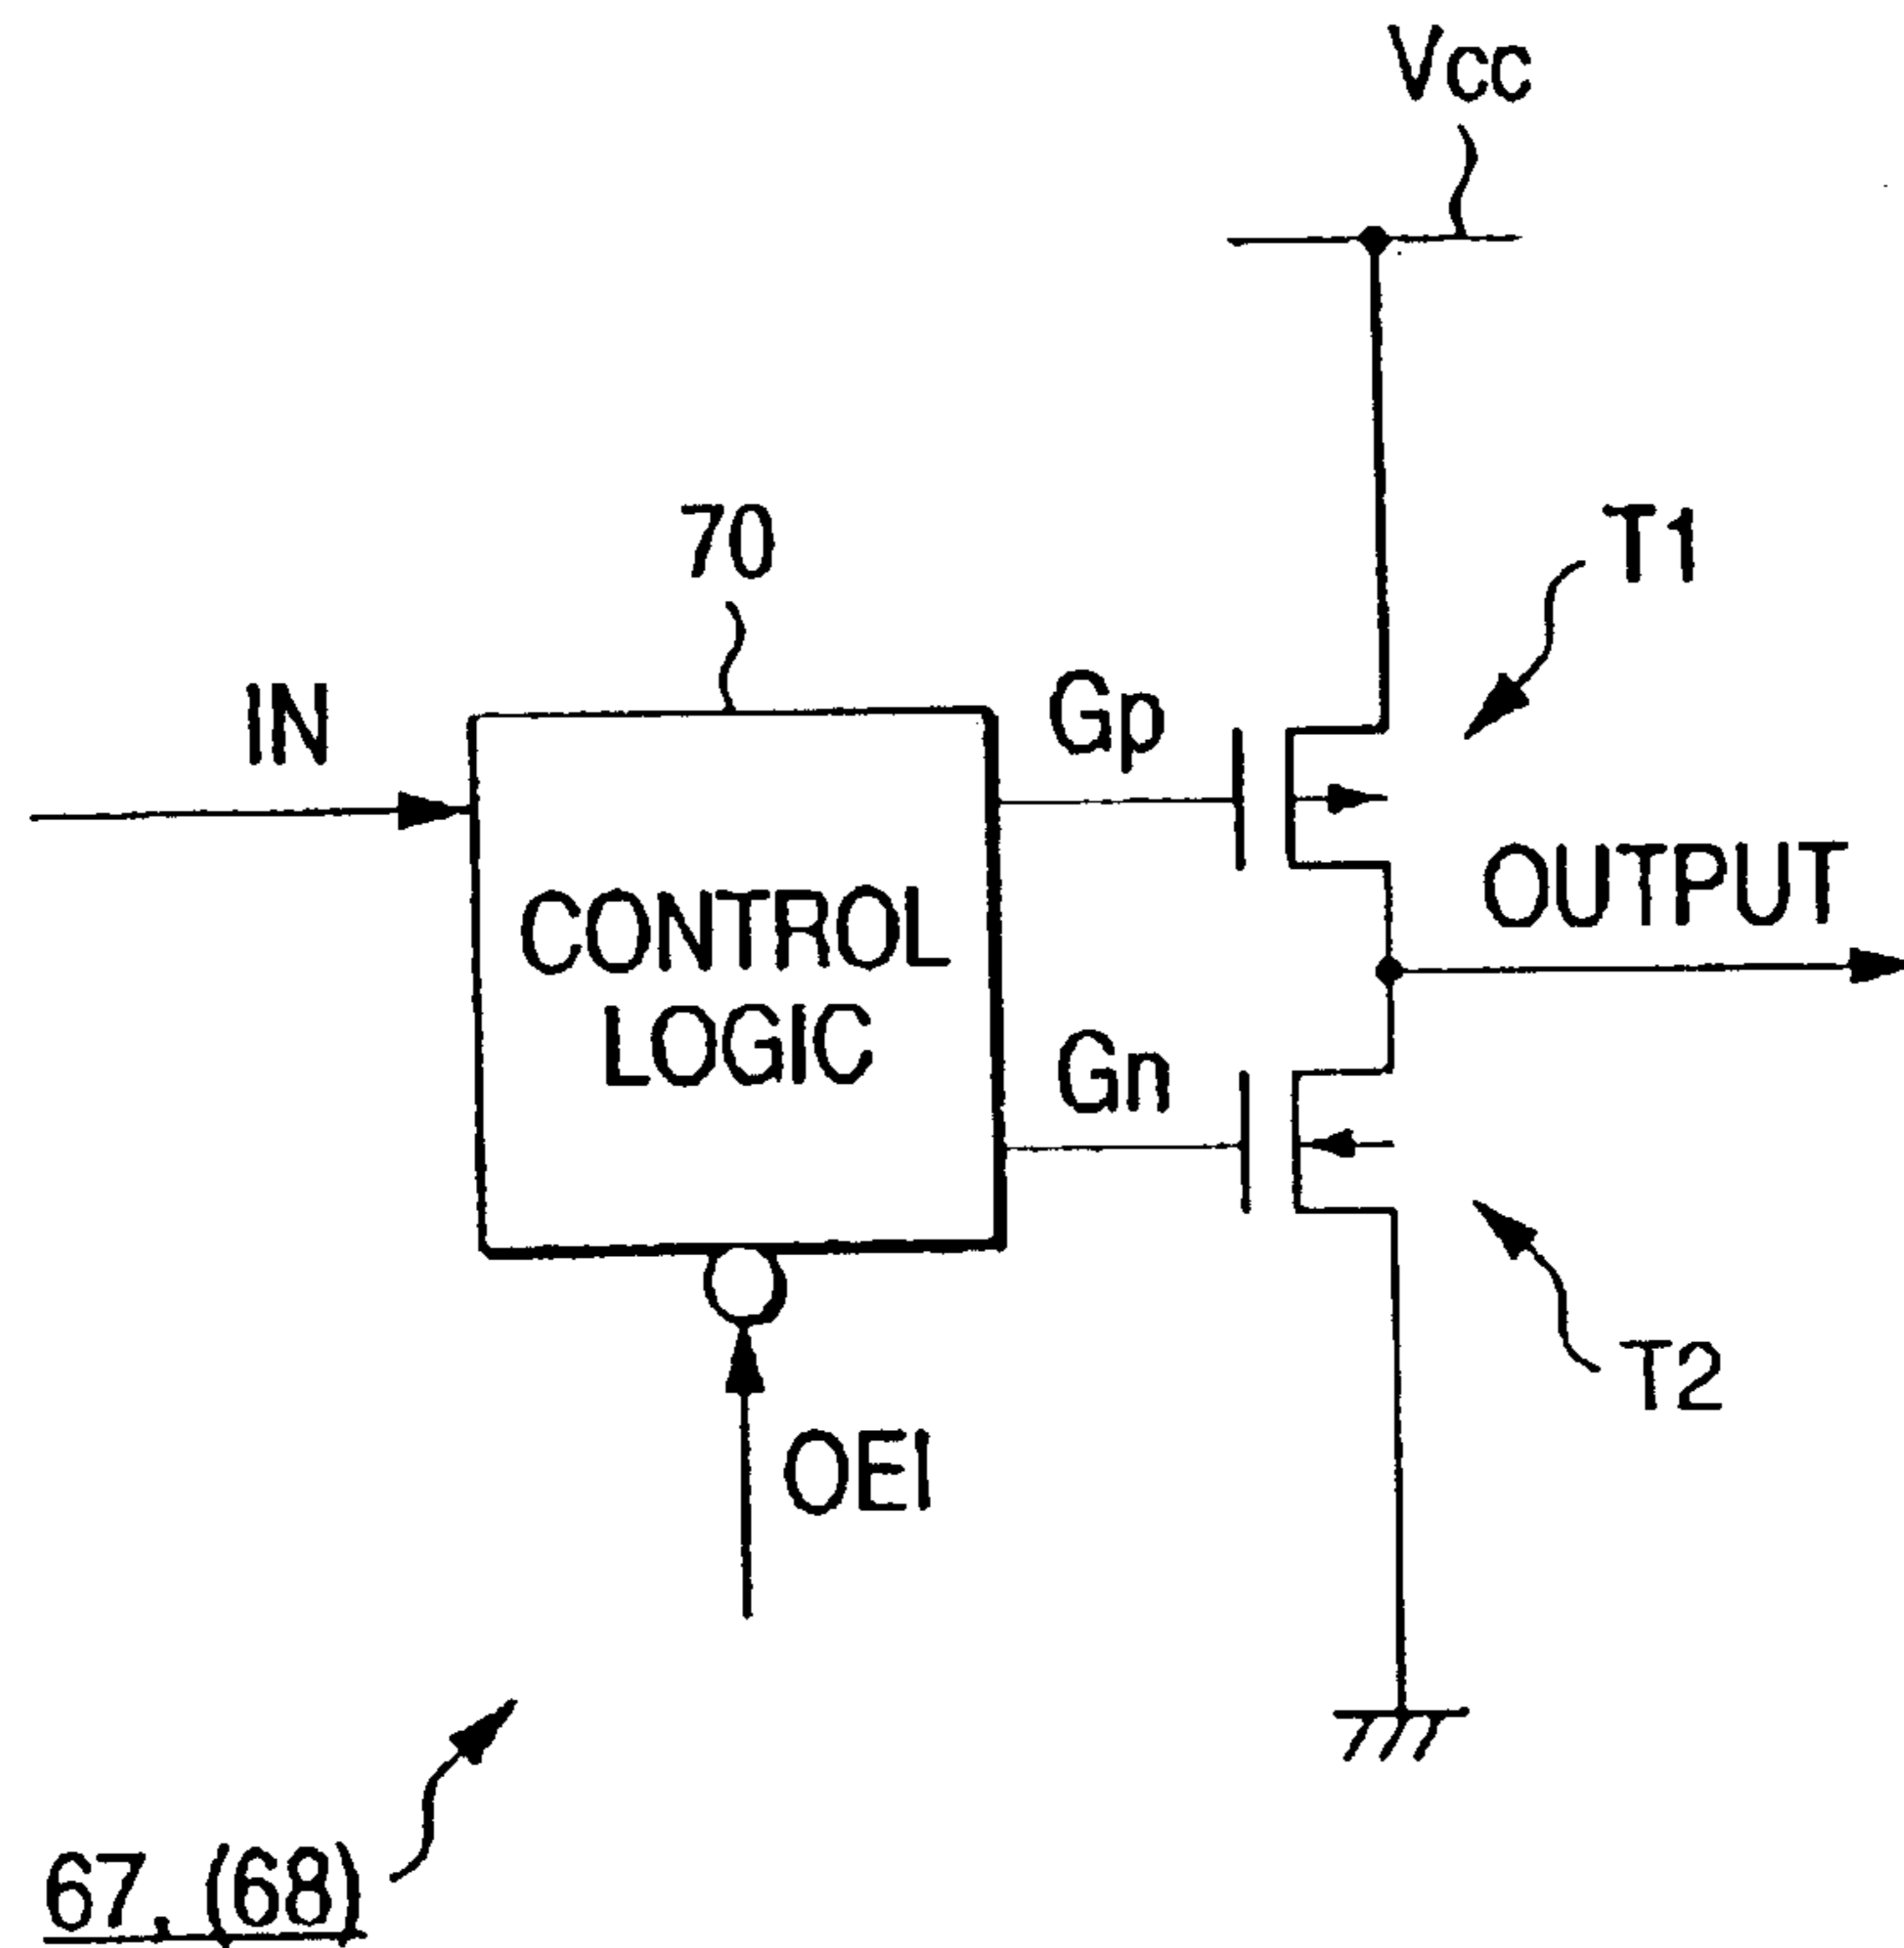 Vcc
70
T1
IN
Gp
CONTROL
LOGIC
OUTPUT
Gn
T2
OEI
67, (68)